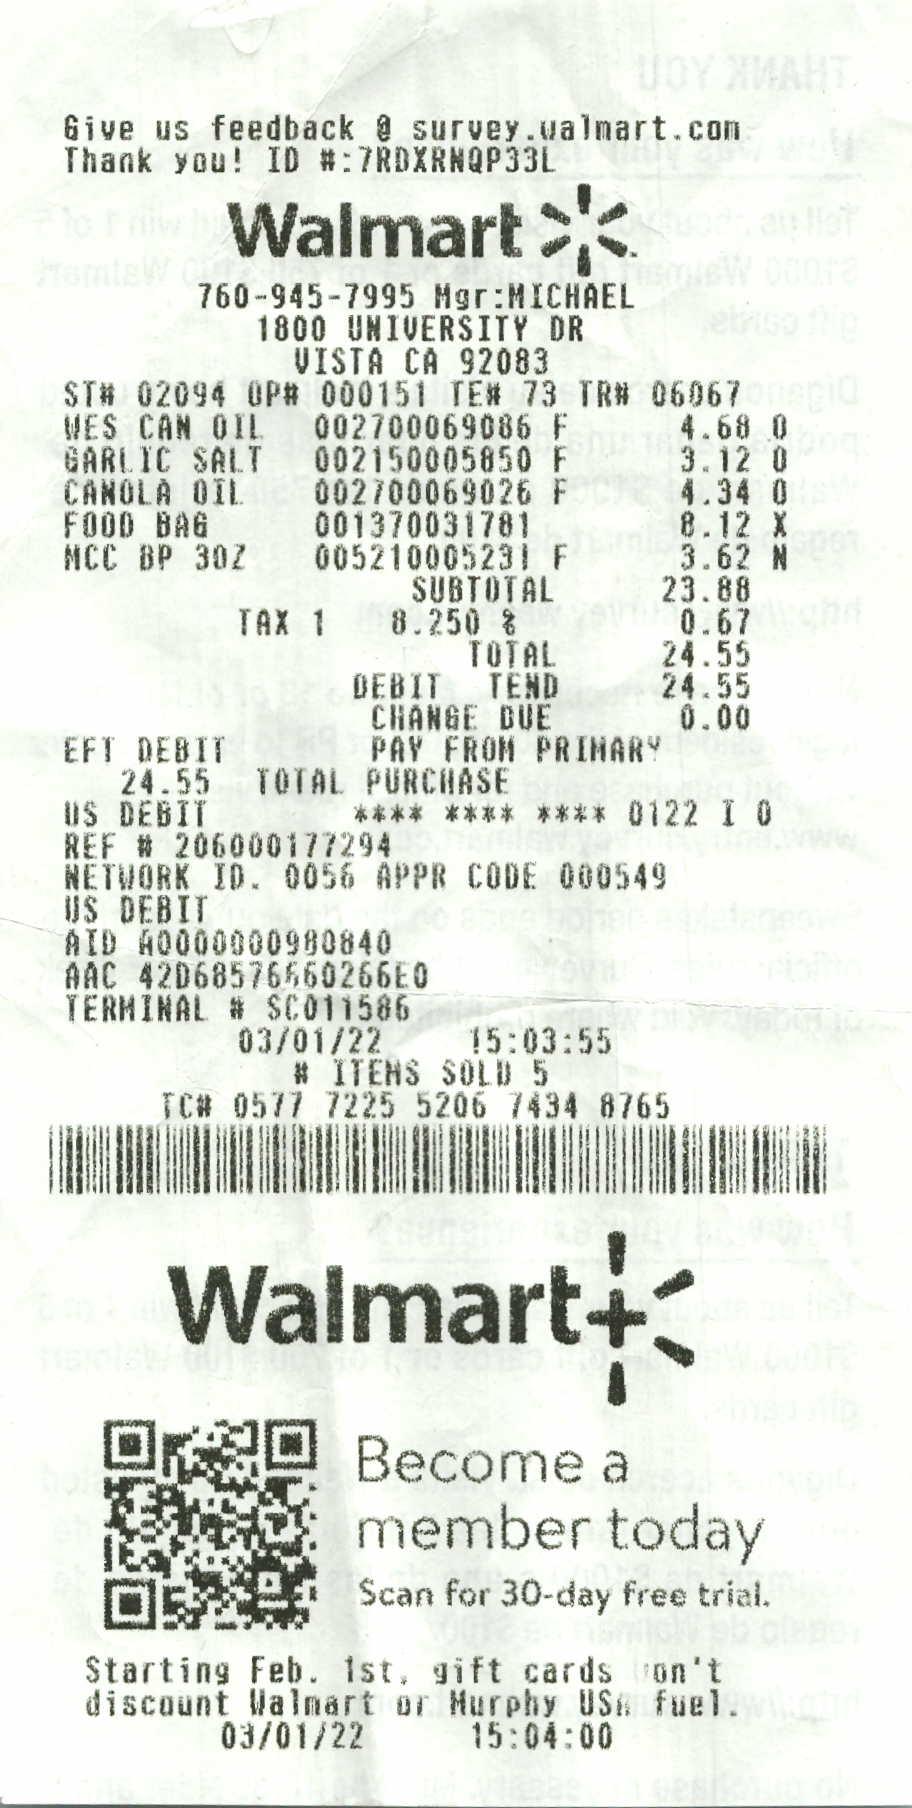 Give us feedback @ survey.walmart.com
Thank you! ID #:7RDXRNQP33L
Walmart
760-945-7995 Mgr:MICHAEL
1800 UNIVERSITY DR
VISTA CA 92083
ST# 02094 OP# 000151 TE# 73 TR# 06067
WES CAN OIL 002700069086 F 4.68 O
GARLIC SALT 002150005850 F 3.12 O
CANOLA OIL 002700069026 F 4.34 O
FOOD BAG 001370031781 8.12 X
MCC BP 3OZ 005210005231 F 3.62 N
SUBTOTAL 23.88
TAX 1 8.250 % 0.67
TOTAL 24.55
DEBIT TEND 24.55
CHANGE DUE 0.00
EFT DEBIT PAY FROM PRIMARY
24.55 TOTAL PURCHASE
US DEBIT **** **** **** 0122 I 0
REF # 206000177294
NETWORK ID. 0056 APPR CODE 000549
US DEBIT
AID A0000000980840
AAC 42D68576660266E0
TERMINAL # SC011586
03/01/22 15:03:55
# ITEMS SOLD 5
TC# 0577 7225 5206 7434 8765
Walmart+
Become a
member today
Scan for 30-day free trial.
Starting Feb. 1st, gift cards won't
discount Walmart or Murphy USA fuel.
03/01/22 15:04:00